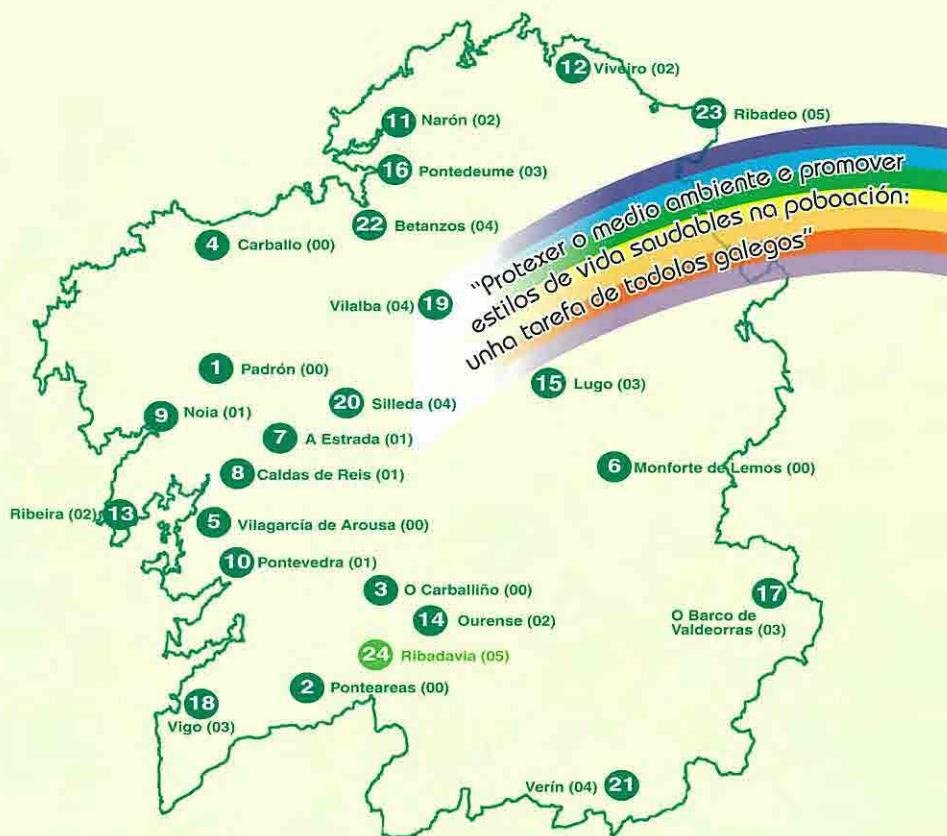 12 Viveiro (02)
23 Ribadeo (05)
11 Narón (02)
16 Pontedeume (03)
"Protexer o medio ambiente e promover
estilos de vida saudables na poboación:
unha tarefa de todolos galegos"
22 Betanzos (04)
4 Carballo (00)
Vilalba (04) 19
1 Padrón (00)
15 Lugo (03)
20 Silleda (04)
9 Noia (01)
7 A Estrada (01)
8 Caldas de Reis (01)
6 Monforte de Lemos (00)
Ribeira (02) 13
5 Vilagarcía de Arousa (00)
10 Pontevedra (01)
3 O Carballiño (00)
17
O Barco de
Valdeorras (03)
14 Ourense (02)
24 Ribadavia (05)
2 Ponteareas (00)
18
Vigo (03)
Verín (04) 21